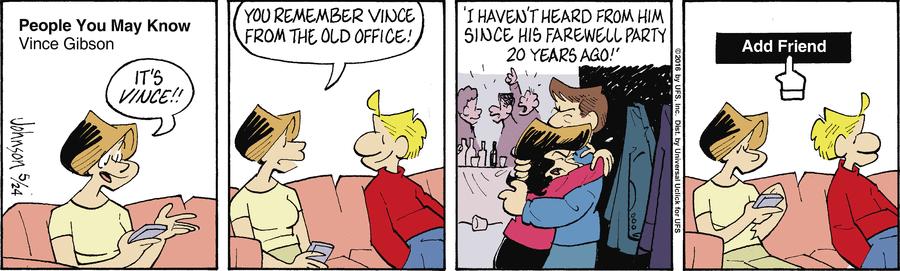 People You May Know
Vince Gibson
IT'S
VINCE!!
Johnson 5/24
YOU REMEMBER VINCE
FROM THE OLD OFFICE!
'I HAVEN'T HEARD FROM HIM
SINCE HIS FAREWELL PARTY
20 YEARS AGO!'
©2016 by UFS, Inc. Dist. by Universal Uclick for UFS
Add Friend